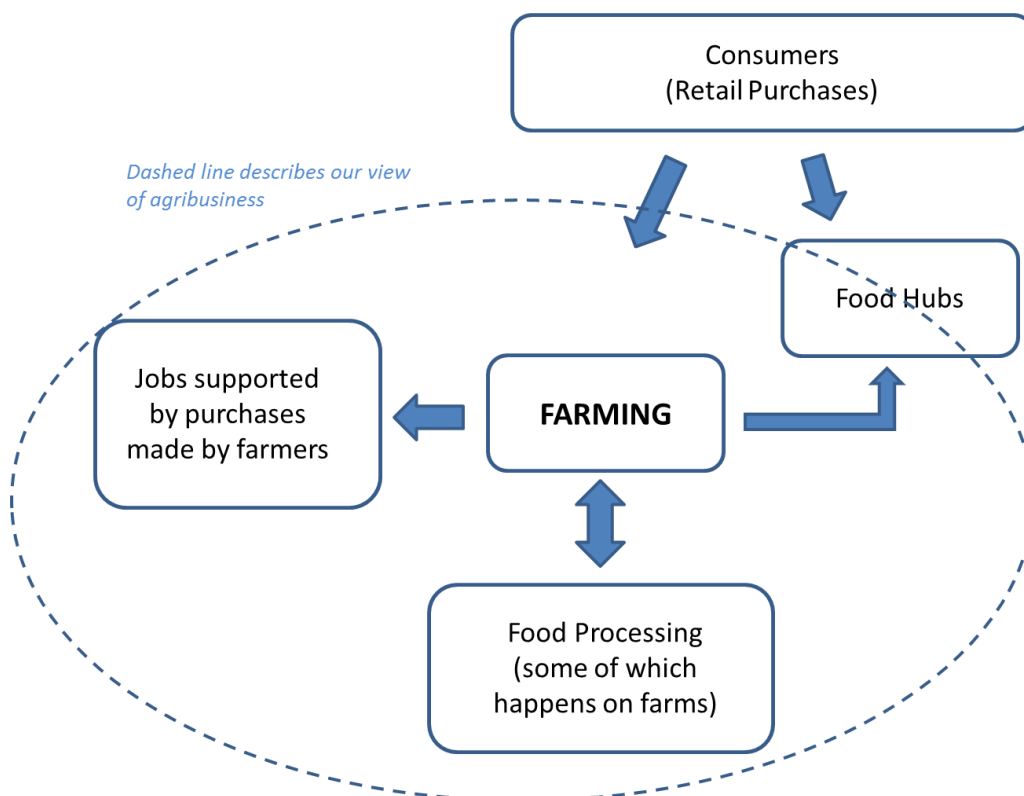 Consumers
(Retail Purchases)
Dashed line describes our view
of agribusiness
Food Hubs
Jobs supported
by purchases
made by farmers
FARMING
Food Processing
(some of which
happens on farms)